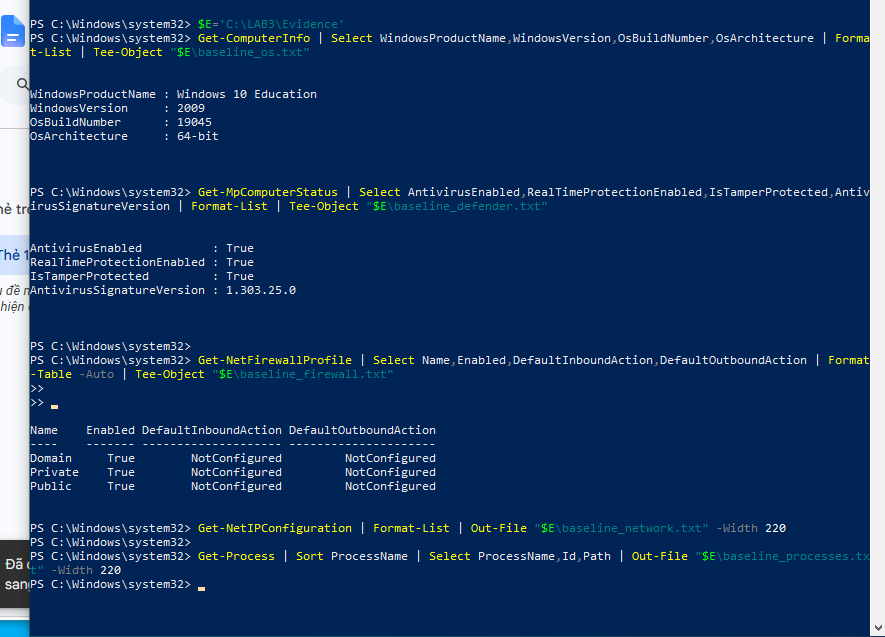 PS C:\Windows\system32> $E='C:\LAB3\Evidence'
PS C:\Windows\system32> Get-ComputerInfo | Select WindowsProductName,WindowsVersion,OsBuildNumber,OsArchitecture | Forma
t-List | Tee-Object "$E\baseline_os.txt"
WindowsProductName : Windows 10 Education
WindowsVersion     : 2009
OsBuildNumber      : 19045
OsArchitecture     : 64-bit
PS C:\Windows\system32> Get-MpComputerStatus | Select AntivirusEnabled,RealTimeProtectionEnabled,IsTamperProtected,Antiv
irusSignatureVersion | Format-List | Tee-Object "$E\baseline_defender.txt"
AntivirusEnabled          : True
RealTimeProtectionEnabled : True
IsTamperProtected         : True
AntivirusSignatureVersion : 1.303.25.0
PS C:\Windows\system32>
PS C:\Windows\system32> Get-NetFirewallProfile | Select Name,Enabled,DefaultInboundAction,DefaultOutboundAction | Format
-Table -Auto | Tee-Object "$E\baseline_firewall.txt"
>>
>>
Name    Enabled DefaultInboundAction DefaultOutboundAction
----    ------- -------------------- ---------------------
Domain     True        NotConfigured         NotConfigured
Private    True        NotConfigured         NotConfigured
Public     True        NotConfigured         NotConfigured
PS C:\Windows\system32> Get-NetIPConfiguration | Format-List | Out-File "$E\baseline_network.txt" -Width 220
PS C:\Windows\system32>
PS C:\Windows\system32> Get-Process | Sort ProcessName | Select ProcessName,Id,Path | Out-File "$E\baseline_processes.tx
t" -Width 220
PS C:\Windows\system32>
Thẻ 1
Đã
sang